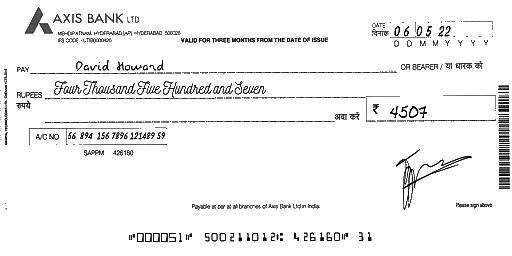 AXIS BANK LTD
MEHDIPATNAM, HYDERABAD [AP] HYDERABAD 500028
IFS CODE - UTIB0000426
VALID FOR THREE MONTHS FROM THE DATE OF ISSUE
DATE
दिनांक 06 05 22
D D M M Y Y Y Y
PAY David Howard OR BEARER / या धारक को
RUPEES Four Thousand Five Hundred and Seven
रुपये अदा करें ₹ 4507
A/C NO 56 894 156 7896 121489 59
SAPPM 426160
Payable at par at all branches of Axis Bank Ltd in India.
Please sign above
"000051" 500211012: 426160" 31